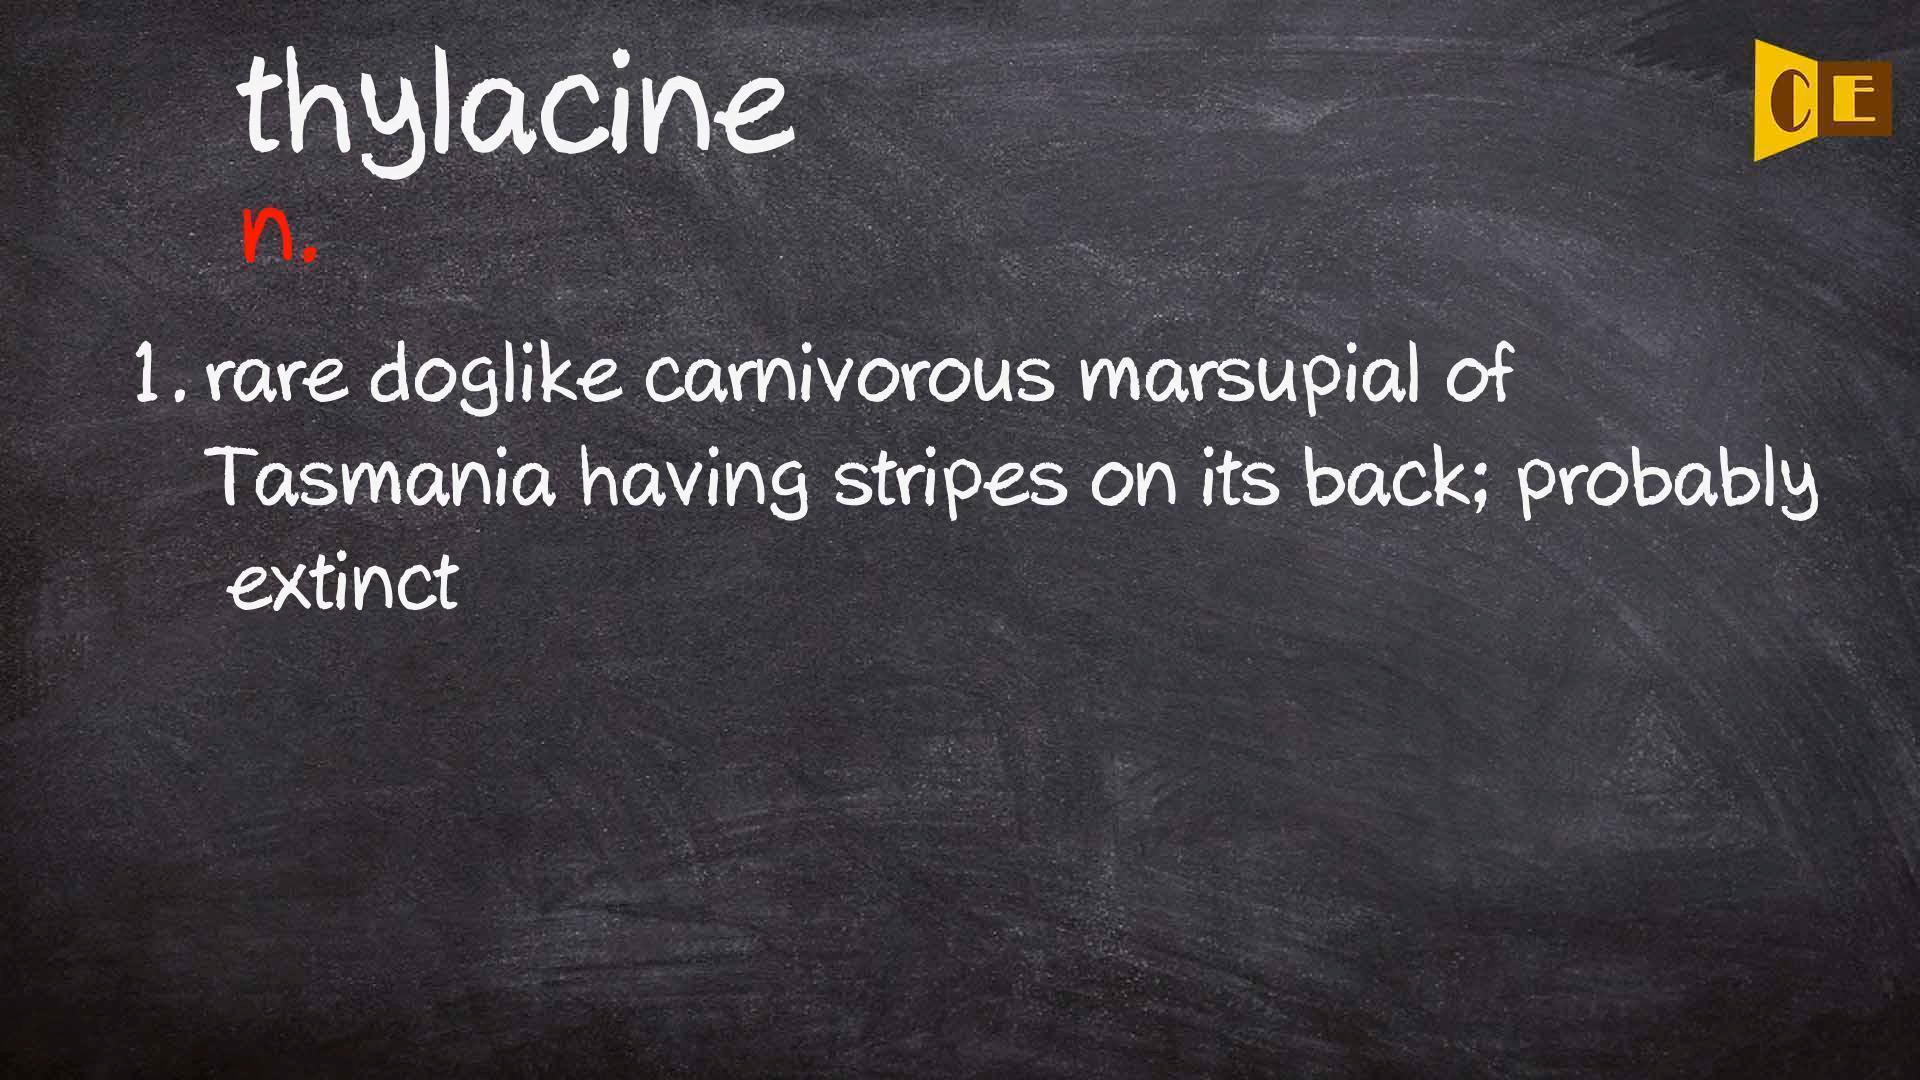 thylacine
CE
n.
1. rare doglike carnivorous marsupial of
Tasmania having stripes on its back; probably
extinct